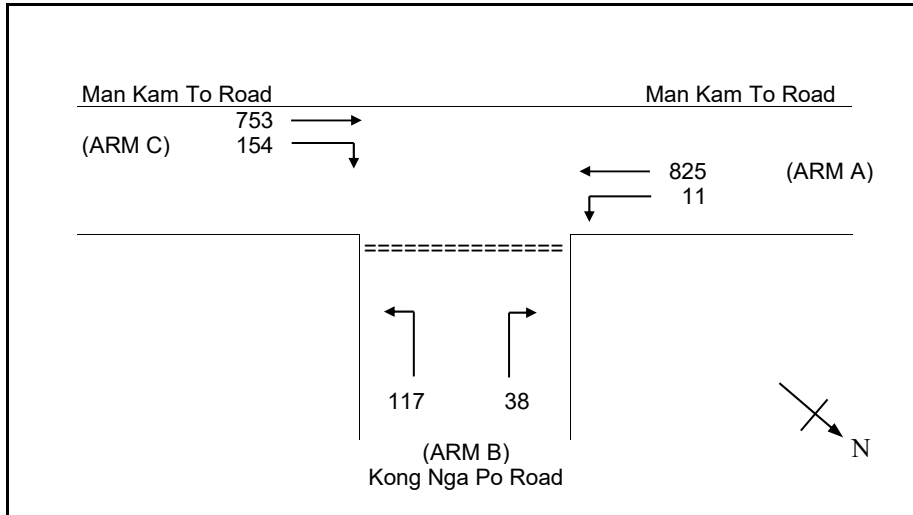 Man Kam To Road Man Kam To Road
753
(ARM C) 154
825 (ARM A)
11
117 38
(ARM B)
Kong Nga Po Road
N